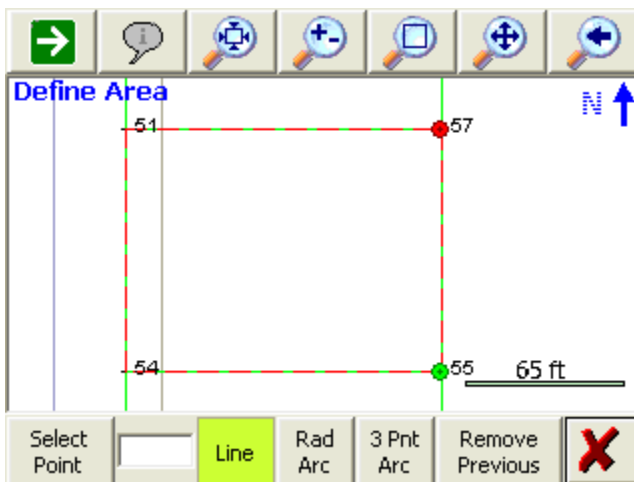 Define Area
N
51
57
54
55
65 ft
Select
Point
Line
Rad
Arc
3 Pnt
Arc
Remove
Previous